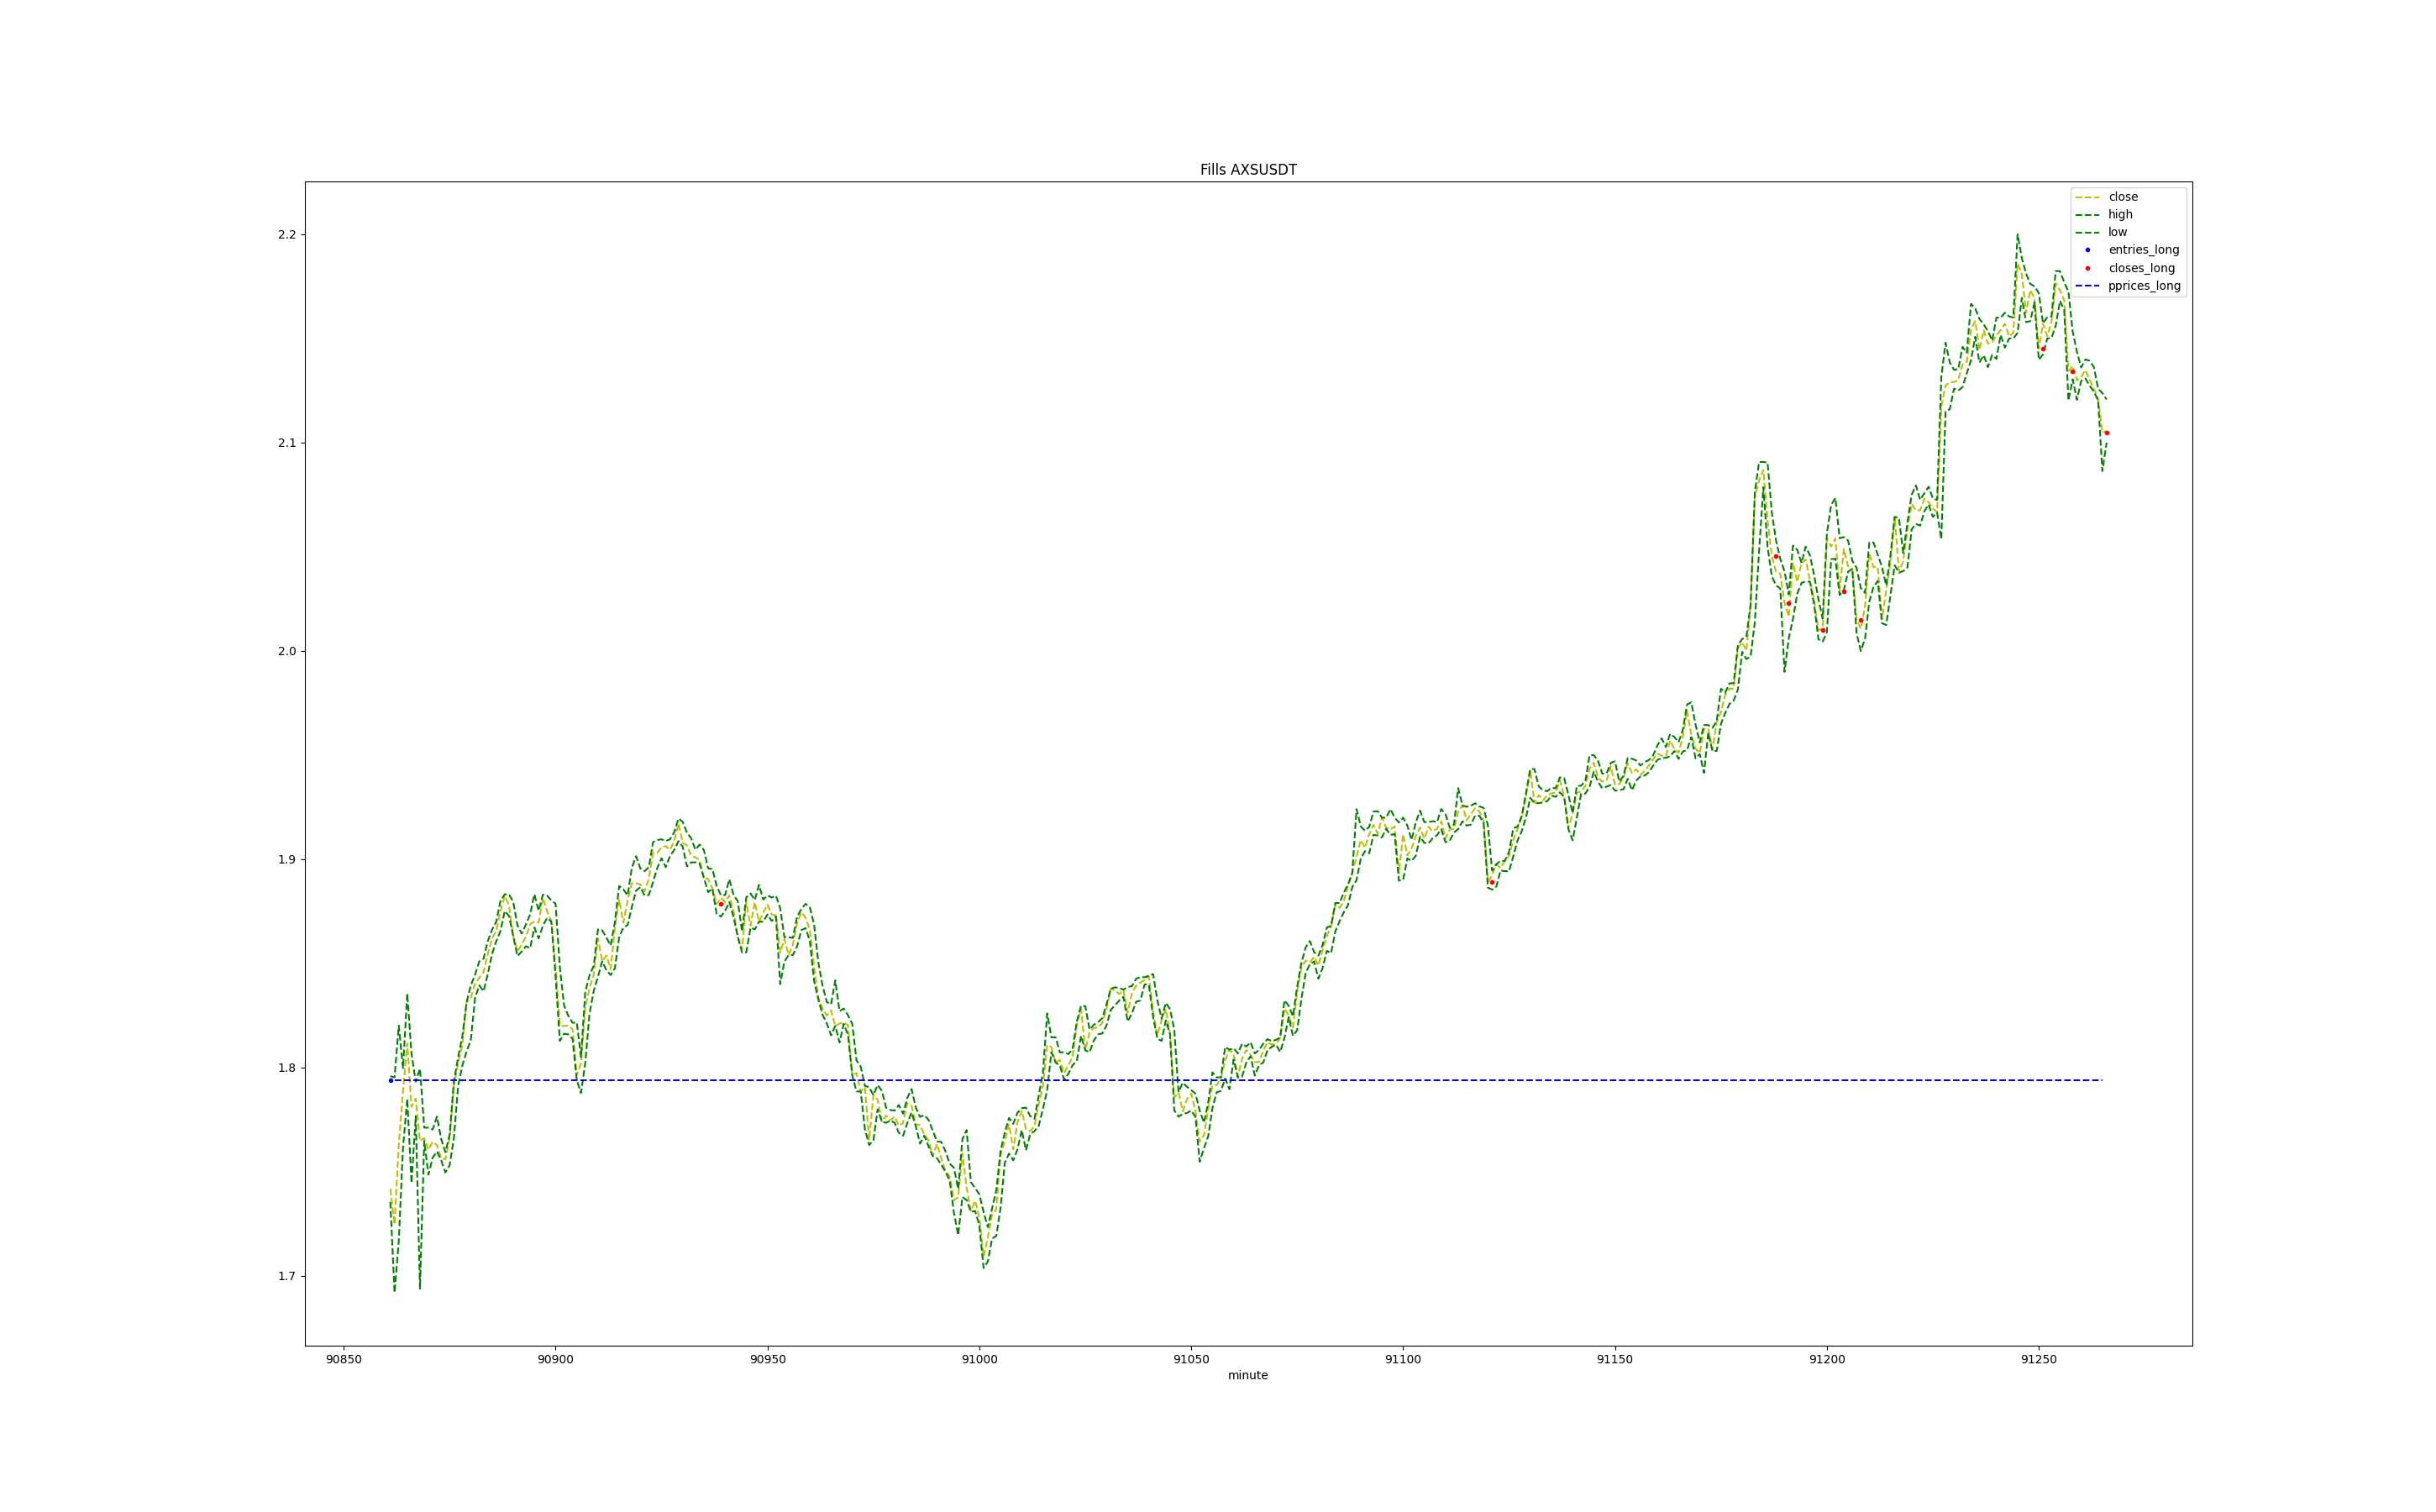 Fills AXSUSDT
close
high
low
entries_long
closes_long
pprices_long
2.2
2.1
2.0
1.9
1.8
1.7
90850 90900 90950 91000 91050 91100 91150 91200 91250
minute